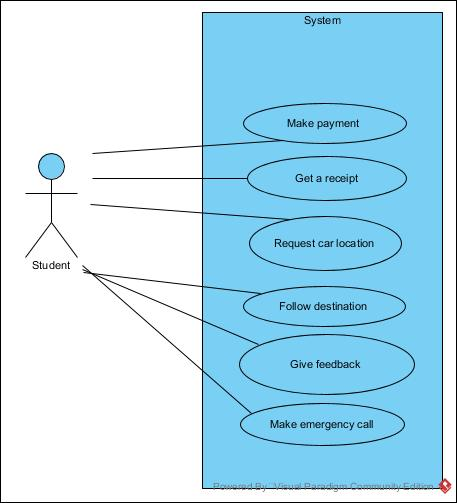 System
Make payment
Get a receipt
Request car location
Student
Follow destination
Give feedback
Make emergency call
Powered By Visual Paradigm Community Edition